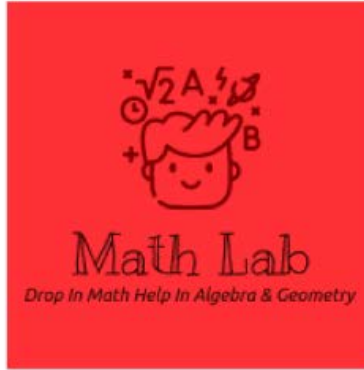 √2 A
B
Math Lab
Drop In Math Help In Algebra & Geometry